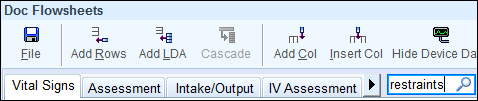 Doc Flowsheets
File Add Rows Add LDA Cascade Add Col Insert Col Hide Device Da
Vital Signs Assessment Intake/Output IV Assessment restraints